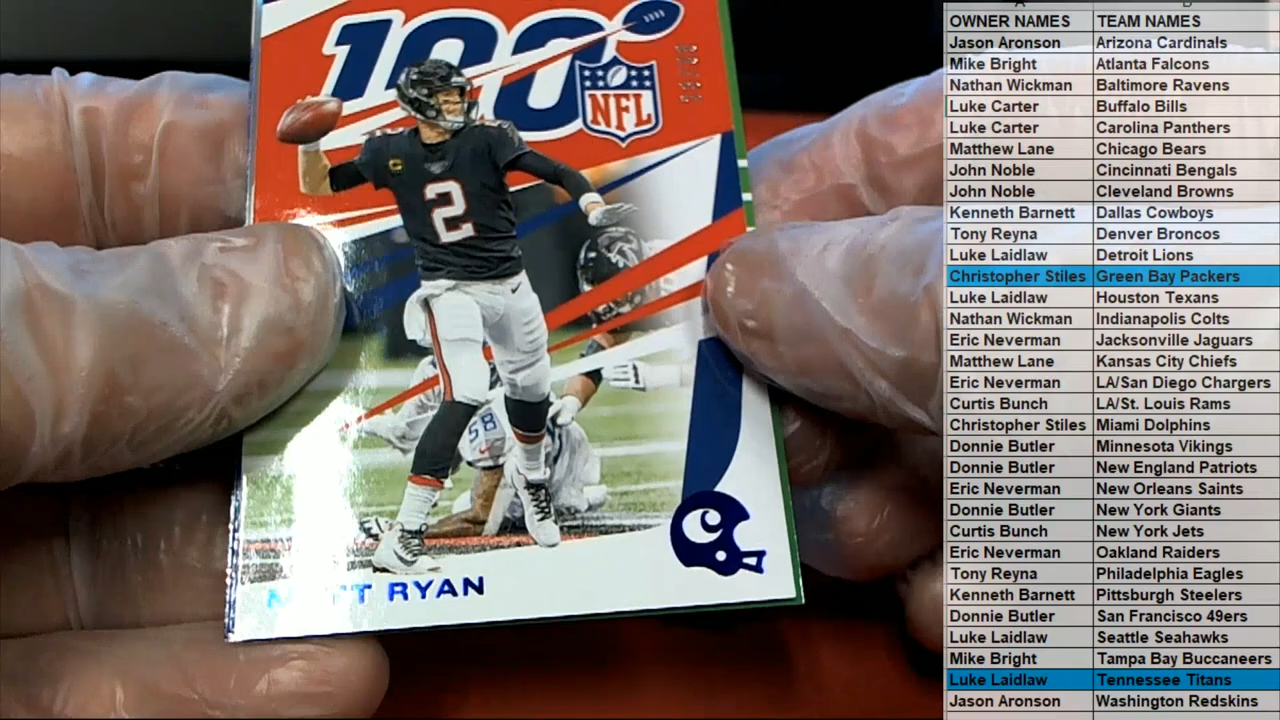 100
NFL
2
58
MATT RYAN
OWNER NAMES TEAM NAMES
Jason Aronson Arizona Cardinals
Mike Bright Atlanta Falcons
Nathan Wickman Baltimore Ravens
Luke Carter Buffalo Bills
Luke Carter Carolina Panthers
Matthew Lane Chicago Bears
John Noble Cincinnati Bengals
John Noble Cleveland Browns
Kenneth Barnett Dallas Cowboys
Tony Reyna Denver Broncos
Luke Laidlaw Detroit Lions
Christopher Stiles Green Bay Packers
Luke Laidlaw Houston Texans
Nathan Wickman Indianapolis Colts
Eric Neverman Jacksonville Jaguars
Matthew Lane Kansas City Chiefs
Eric Neverman LA/San Diego Chargers
Curtis Bunch LA/St. Louis Rams
Christopher Stiles Miami Dolphins
Donnie Butler Minnesota Vikings
Donnie Butler New England Patriots
Eric Neverman New Orleans Saints
Donnie Butler New York Giants
Curtis Bunch New York Jets
Eric Neverman Oakland Raiders
Tony Reyna Philadelphia Eagles
Kenneth Barnett Pittsburgh Steelers
Donnie Butler San Francisco 49ers
Luke Laidlaw Seattle Seahawks
Mike Bright Tampa Bay Buccaneers
Luke Laidlaw Tennessee Titans
Jason Aronson Washington Redskins